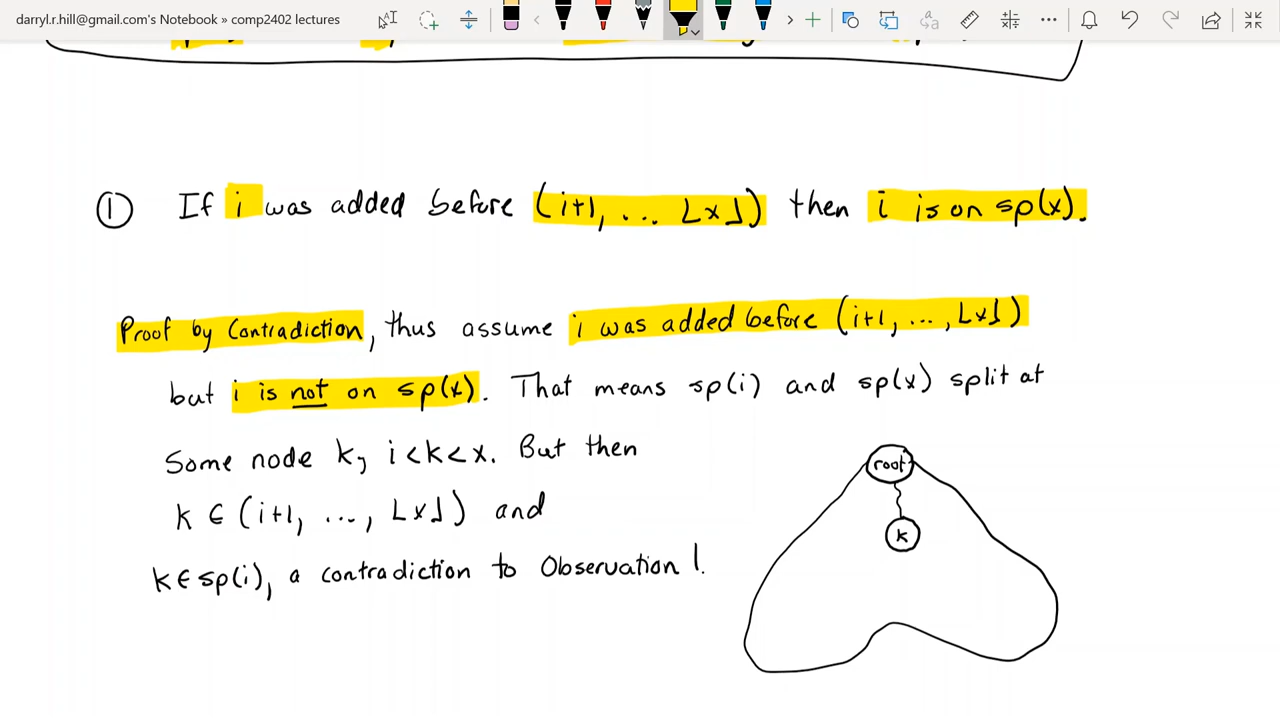 darryl.r.hill@gmail.com's Notebook » comp2402 lectures
① If i was added before (i+1, ... ⌊x⌋) then i is on sp(x).
Proof by Contradiction, thus assume i was added before (i+1, ..., ⌊x⌋)
but i is not on sp(x). That means sp(i) and sp(x) split at
Some node k, i<k<x. But then
root
k ∈ (i+1, ..., ⌊x⌋) and
k
k∈sp(i), a contradiction to Observation 1.